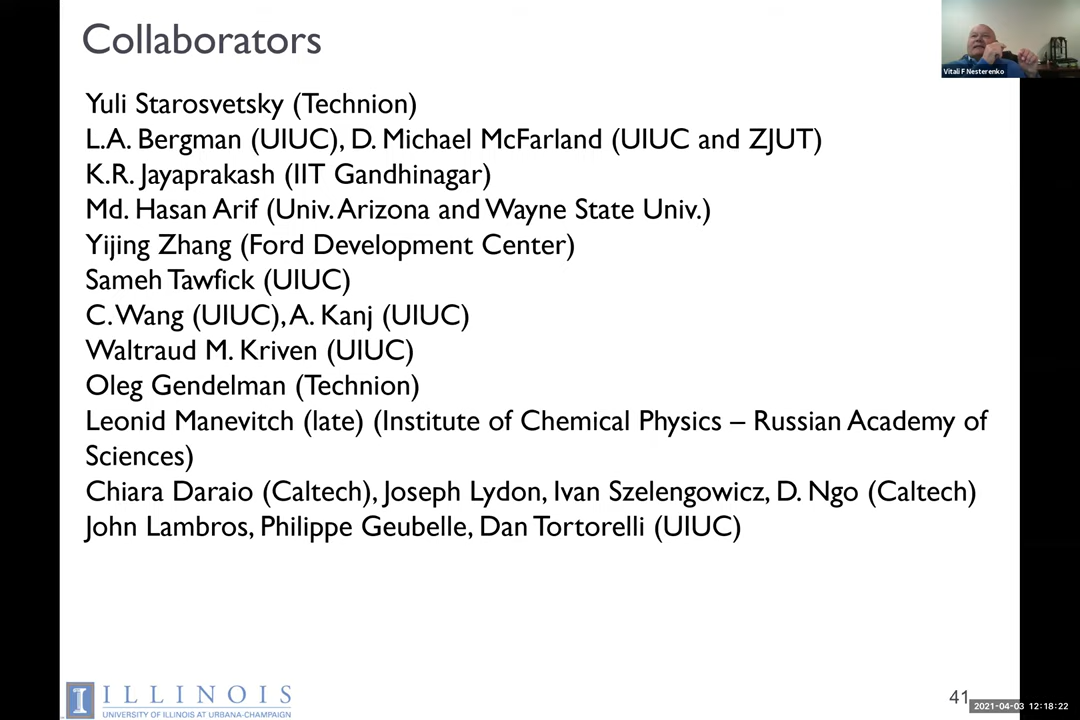 Collaborators
Vitali F Nesterenko
Yuli Starosvetsky (Technion)
L.A. Bergman (UIUC), D. Michael McFarland (UIUC and ZJUT)
K.R. Jayaprakash (IIT Gandhinagar)
Md. Hasan Arif (Univ. Arizona and Wayne State Univ.)
Yijing Zhang (Ford Development Center)
Sameh Tawfick (UIUC)
C. Wang (UIUC), A. Kanj (UIUC)
Waltraud M. Kriven (UIUC)
Oleg Gendelman (Technion)
Leonid Manevitch (late) (Institute of Chemical Physics – Russian Academy of
Sciences)
Chiara Daraio (Caltech), Joseph Lydon, Ivan Szelengowicz, D. Ngo (Caltech)
John Lambros, Philippe Geubelle, Dan Tortorelli (UIUC)
I ILLINOIS
UNIVERSITY OF ILLINOIS AT URBANA-CHAMPAIGN
41
2021-04-03 12:18:22